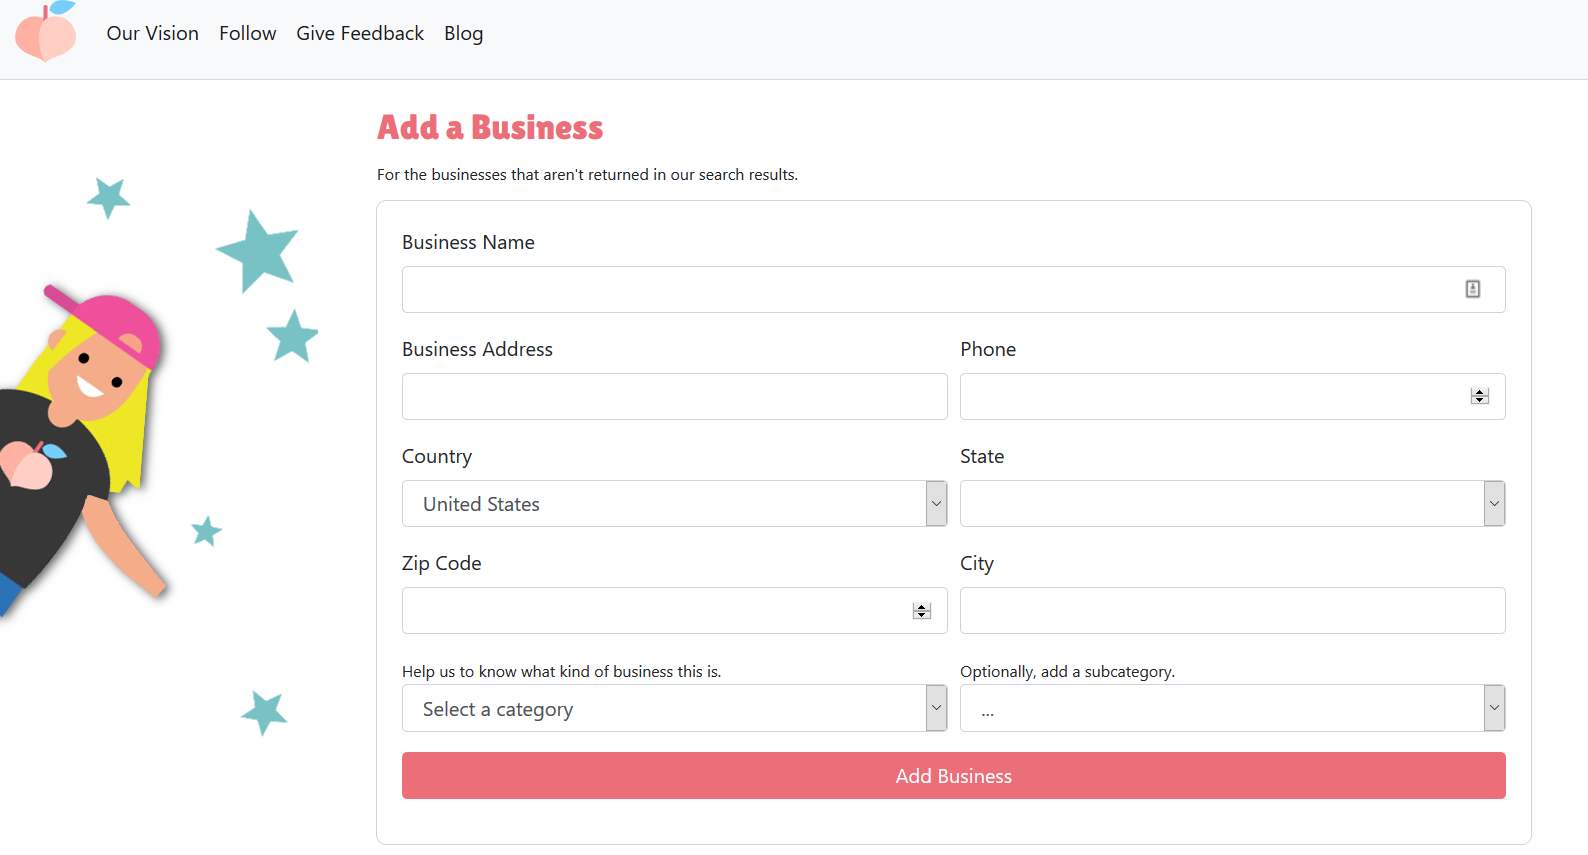 Our Vision Follow Give Feedback Blog
Add a Business
For the businesses that aren't returned in our search results.
Business Name
Business Address Phone
Country State
United States
Zip Code City
Help us to know what kind of business this is. Optionally, add a subcategory.
Select a category ...
Add Business